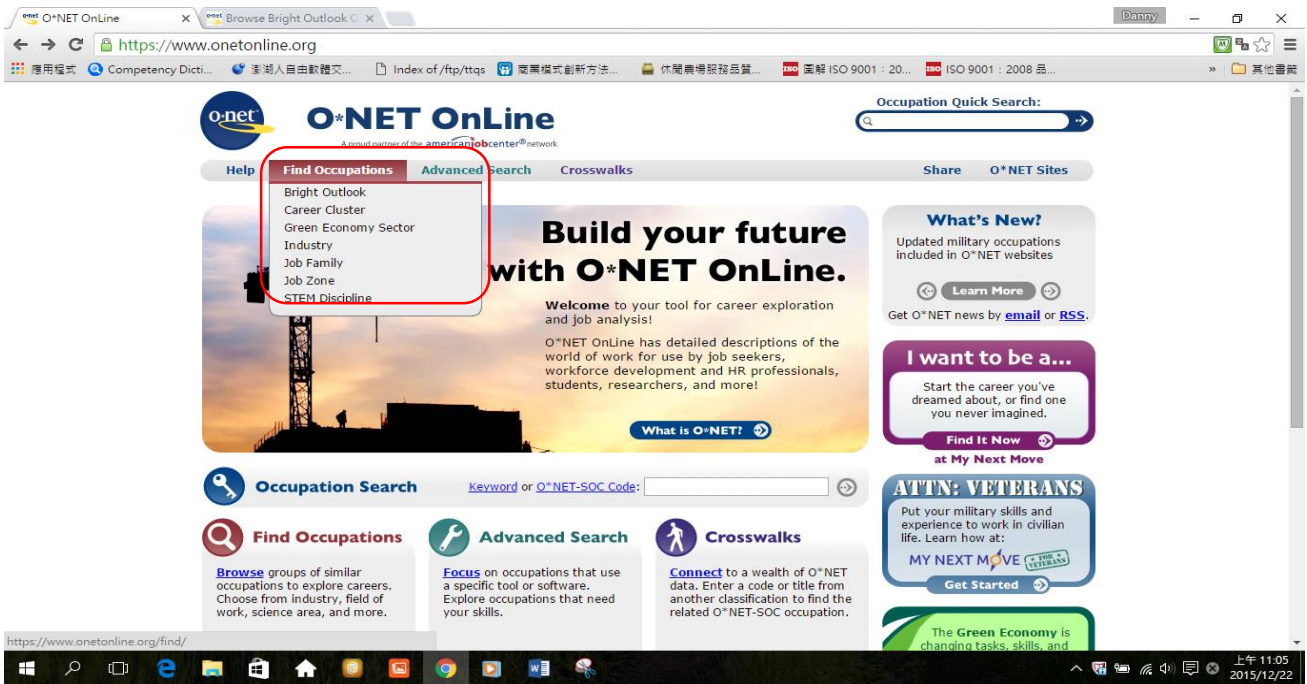 O*NET OnLine
Browse Bright Outlook O
Danny
https://www.onetonline.org
應用程式
Competency Dicti...
澎湖人自由軟體交...
Index of /ftp/ttqs
商業模式創新方法...
休閒農場服務品質...
圖解 ISO 9001：20...
ISO 9001：2008 品...
»
其他書籤
o·net
O*NET OnLine
A proud partner of the americanjobcenter® network
Occupation Quick Search:
Help
Find Occupations
Advanced Search
Crosswalks
Share
O*NET Sites
Bright Outlook
Career Cluster
Green Economy Sector
Industry
Job Family
Job Zone
STEM Discipline
Build your future
with O*NET OnLine.
Welcome to your tool for career exploration
and job analysis!
O*NET OnLine has detailed descriptions of the
world of work for use by job seekers,
workforce development and HR professionals,
students, researchers, and more!
What is O*NET?
What's New?
Updated military occupations
included in O*NET websites
Learn More
Get O*NET news by email or RSS.
I want to be a...
Start the career you've
dreamed about, or find one
you never imagined.
Find It Now
at My Next Move
Occupation Search
Keyword or O*NET-SOC Code:
Find Occupations
Browse groups of similar
occupations to explore careers.
Choose from industry, field of
work, science area, and more.
Advanced Search
Focus on occupations that use
a specific tool or software.
Explore occupations that need
your skills.
Crosswalks
Connect to a wealth of O*NET
data. Enter a code or title from
another classification to find the
related O*NET-SOC occupation.
ATTN: VETERANS
Put your military skills and
experience to work in civilian
life. Learn how at:
MY NEXT MOVE FOR VETERANS
Get Started
The Green Economy is
changing tasks, skills, and
https://www.onetonline.org/find/
上午 11:05
2015/12/22